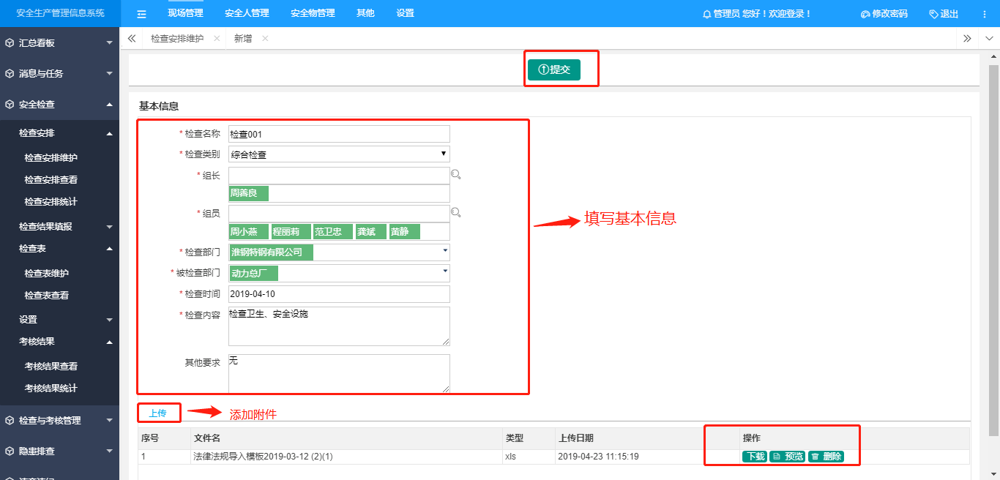 安全生产管理信息系统 现场管理 安全人管理 安全物管理 其他 设置 管理员 您好！欢迎登录！ 修改密码 退出
汇总看板
消息与任务
安全检查
检查安排
检查安排维护
检查安排查看
检查安排统计
检查结果填报
检查表
检查表维护
检查表查看
设置
考核结果
考核结果查看
考核结果统计
检查与考核管理
隐患排查
检查安排维护 新增
提交
基本信息
* 检查名称 检查001
* 检查类别 综合检查
* 组长
周善良
* 组员
周小燕 程丽莉 范卫忠 龚斌 黄静
* 检查部门 淮钢特钢有限公司
* 被检查部门 动力总厂
* 检查时间 2019-04-10
* 检查内容 检查卫生、安全设施
其他要求 无
填写基本信息
上传 添加附件
序号 文件名 类型 上传日期 操作
1 法律法规导入模板2019-03-12 (2)(1) xls 2019-04-23 11:15:19 下载 预览 删除